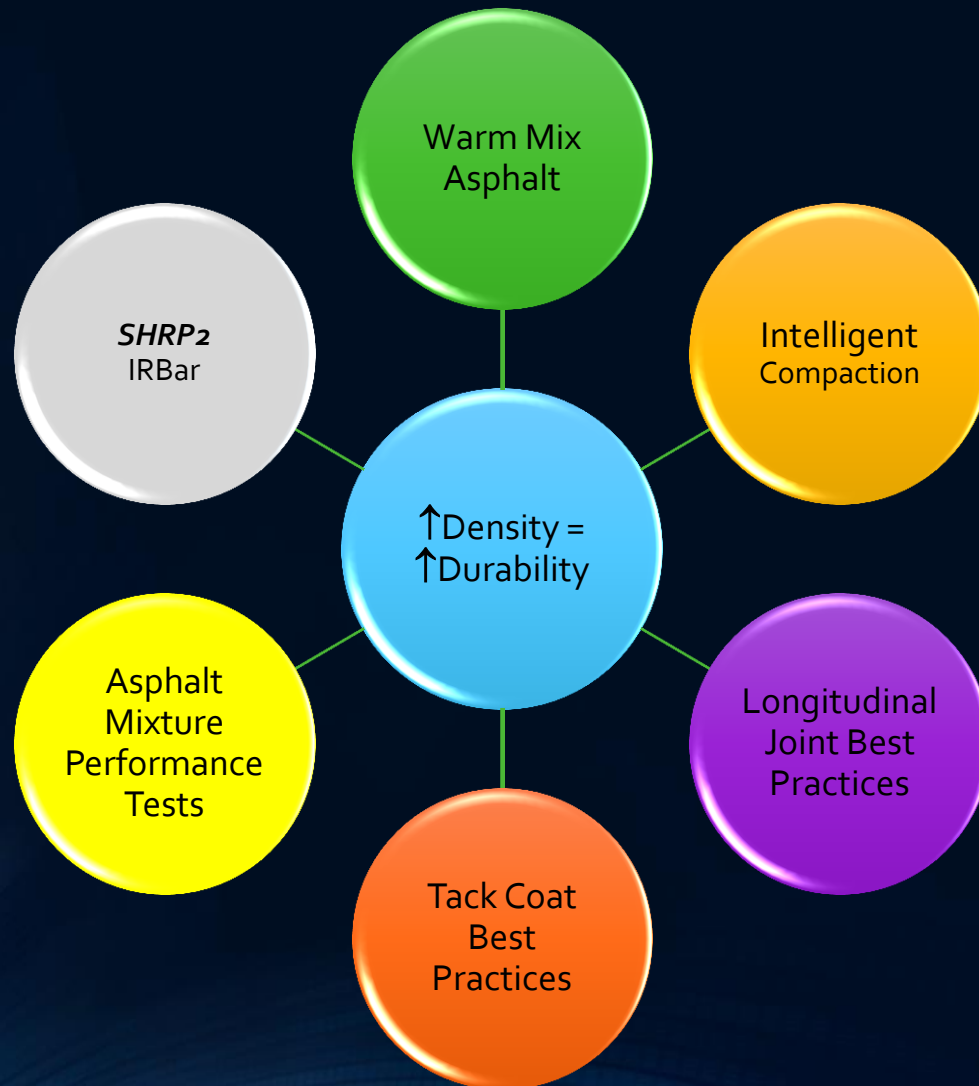 Warm Mix
Asphalt
SHRP2
IRBar
Intelligent
Compaction
↑Density =
↑Durability
Asphalt
Mixture
Performance
Tests
Longitudinal
Joint Best
Practices
Tack Coat
Best
Practices